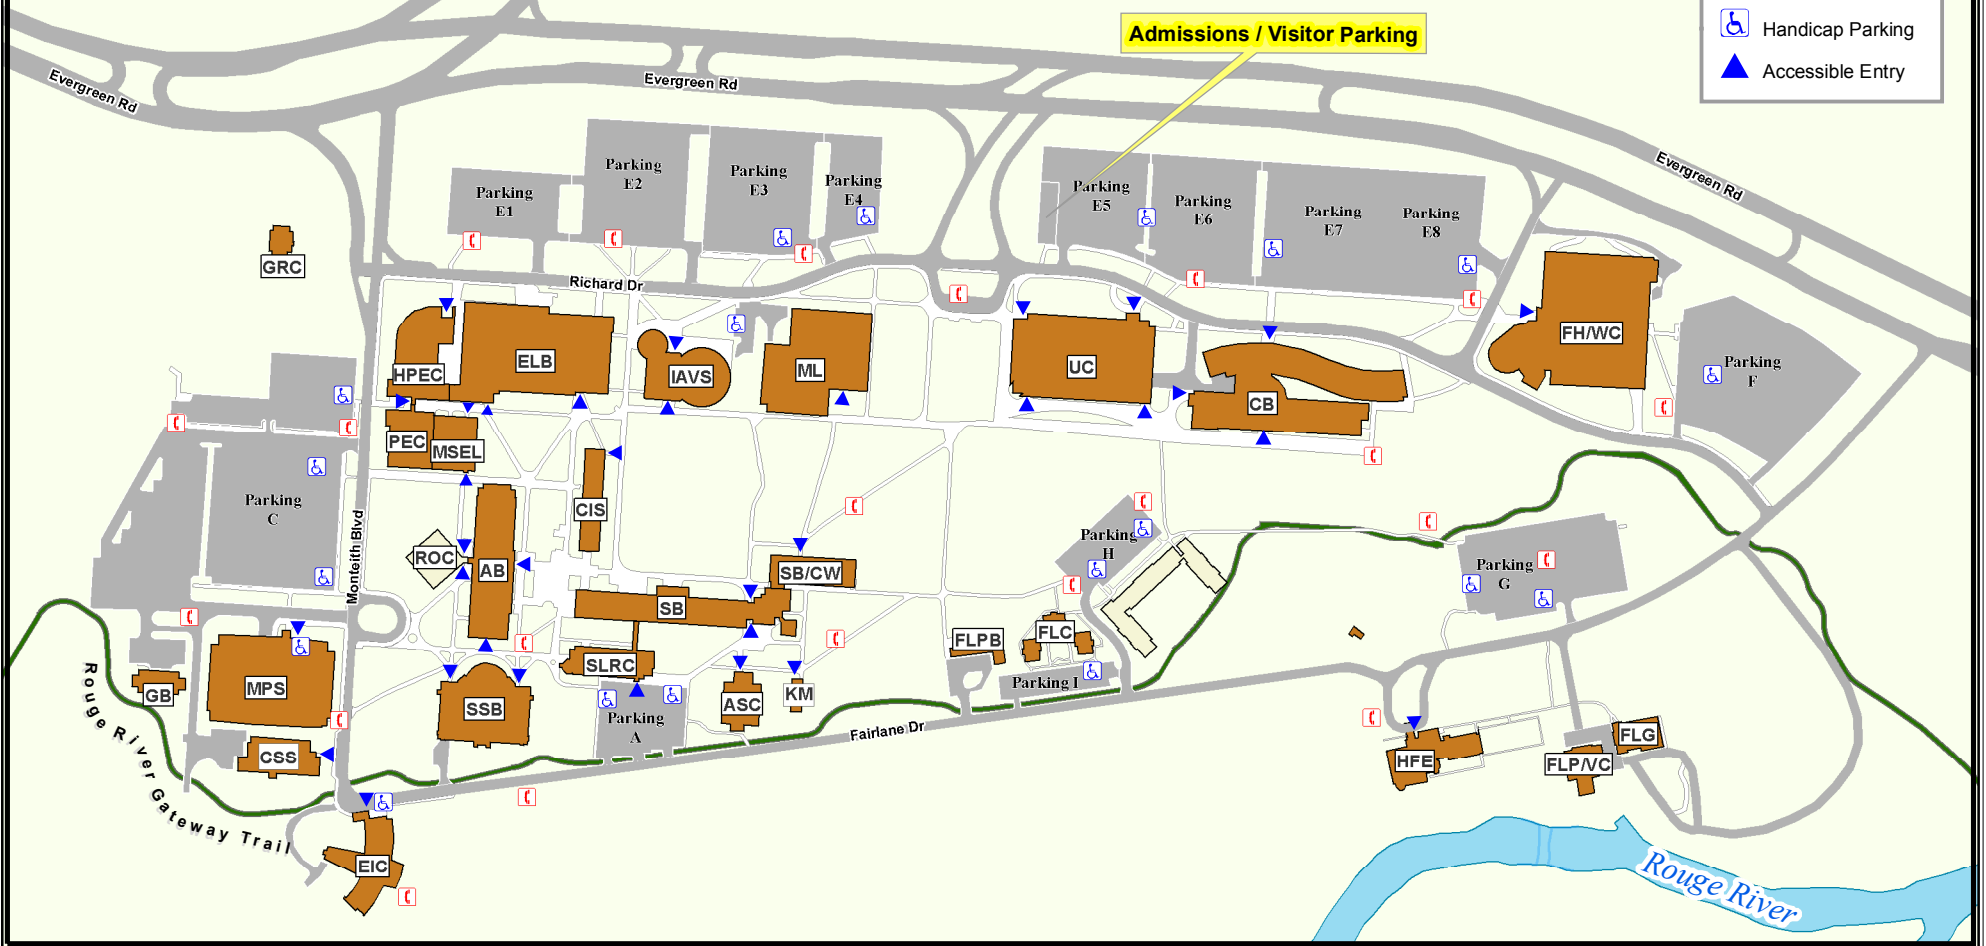 Handicap Parking
Accessible Entry
Admissions / Visitor Parking
Evergreen Rd
Evergreen Rd
Evergreen Rd
Parking
E1
Parking
E2
Parking
E3
Parking
E4
Parking
E5
Parking
E6
Parking
E7
Parking
E8
GRC
Richard Dr
HPEC
ELB
IAVS
ML
UC
CB
FH/WC
Parking
F
PEC
MSEL
Parking
C
Monteith Blvd
CIS
ROC
AB
SB/CW
SB
Parking
H
Parking
G
FLPB
FLC
SLRC
Parking I
GB
MPS
SSB
Parking
A
ASC
KM
Fairlane Dr
CSS
HFE
FLP/VC
FLG
Rouge River Gateway Trail
EIC
Rouge River